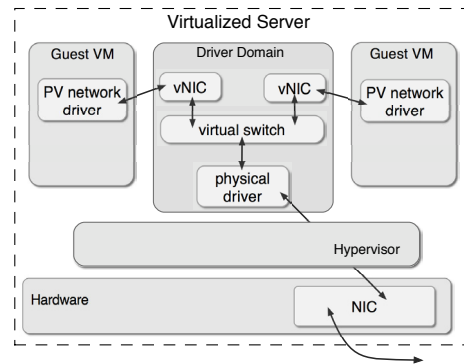 Virtualized Server
Guest VM
Driver Domain
Guest VM
PV network
driver
vNIC
vNIC
PV network
driver
virtual switch
physical
driver
Hypervisor
Hardware
NIC